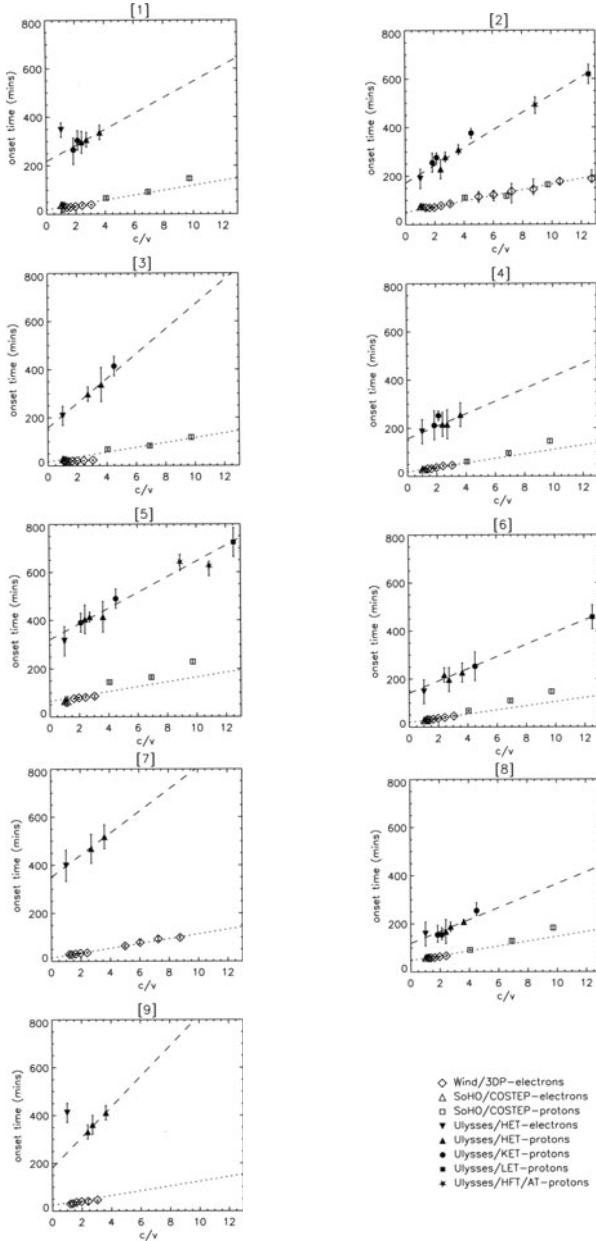 [1]
800
600
400
200
0
onset time (mins)
0 2 4 6 8 10 12
c/v
[2]
800
600
400
200
0
onset time (mins)
0 2 4 6 8 10 12
c/v
[3]
800
600
400
200
0
onset time (mins)
0 2 4 6 8 10 12
c/v
[4]
800
600
400
200
0
onset time (mins)
0 2 4 6 8 10 12
c/v
[5]
800
600
400
200
0
onset time (mins)
0 2 4 6 8 10 12
c/v
[6]
800
600
400
200
0
onset time (mins)
0 2 4 6 8 10 12
c/v
[7]
800
600
400
200
0
onset time (mins)
0 2 4 6 8 10 12
c/v
[8]
800
600
400
200
0
onset time (mins)
0 2 4 6 8 10 12
c/v
[9]
800
600
400
200
0
onset time (mins)
0 2 4 6 8 10 12
c/v
Wind/3DP-electrons
SoHO/COSTEP-electrons
SoHO/COSTEP-protons
Ulysses/HET-electrons
Ulysses/HET-protons
Ulysses/KET-protons
Ulysses/LET-protons
Ulysses/HFT/AT-protons